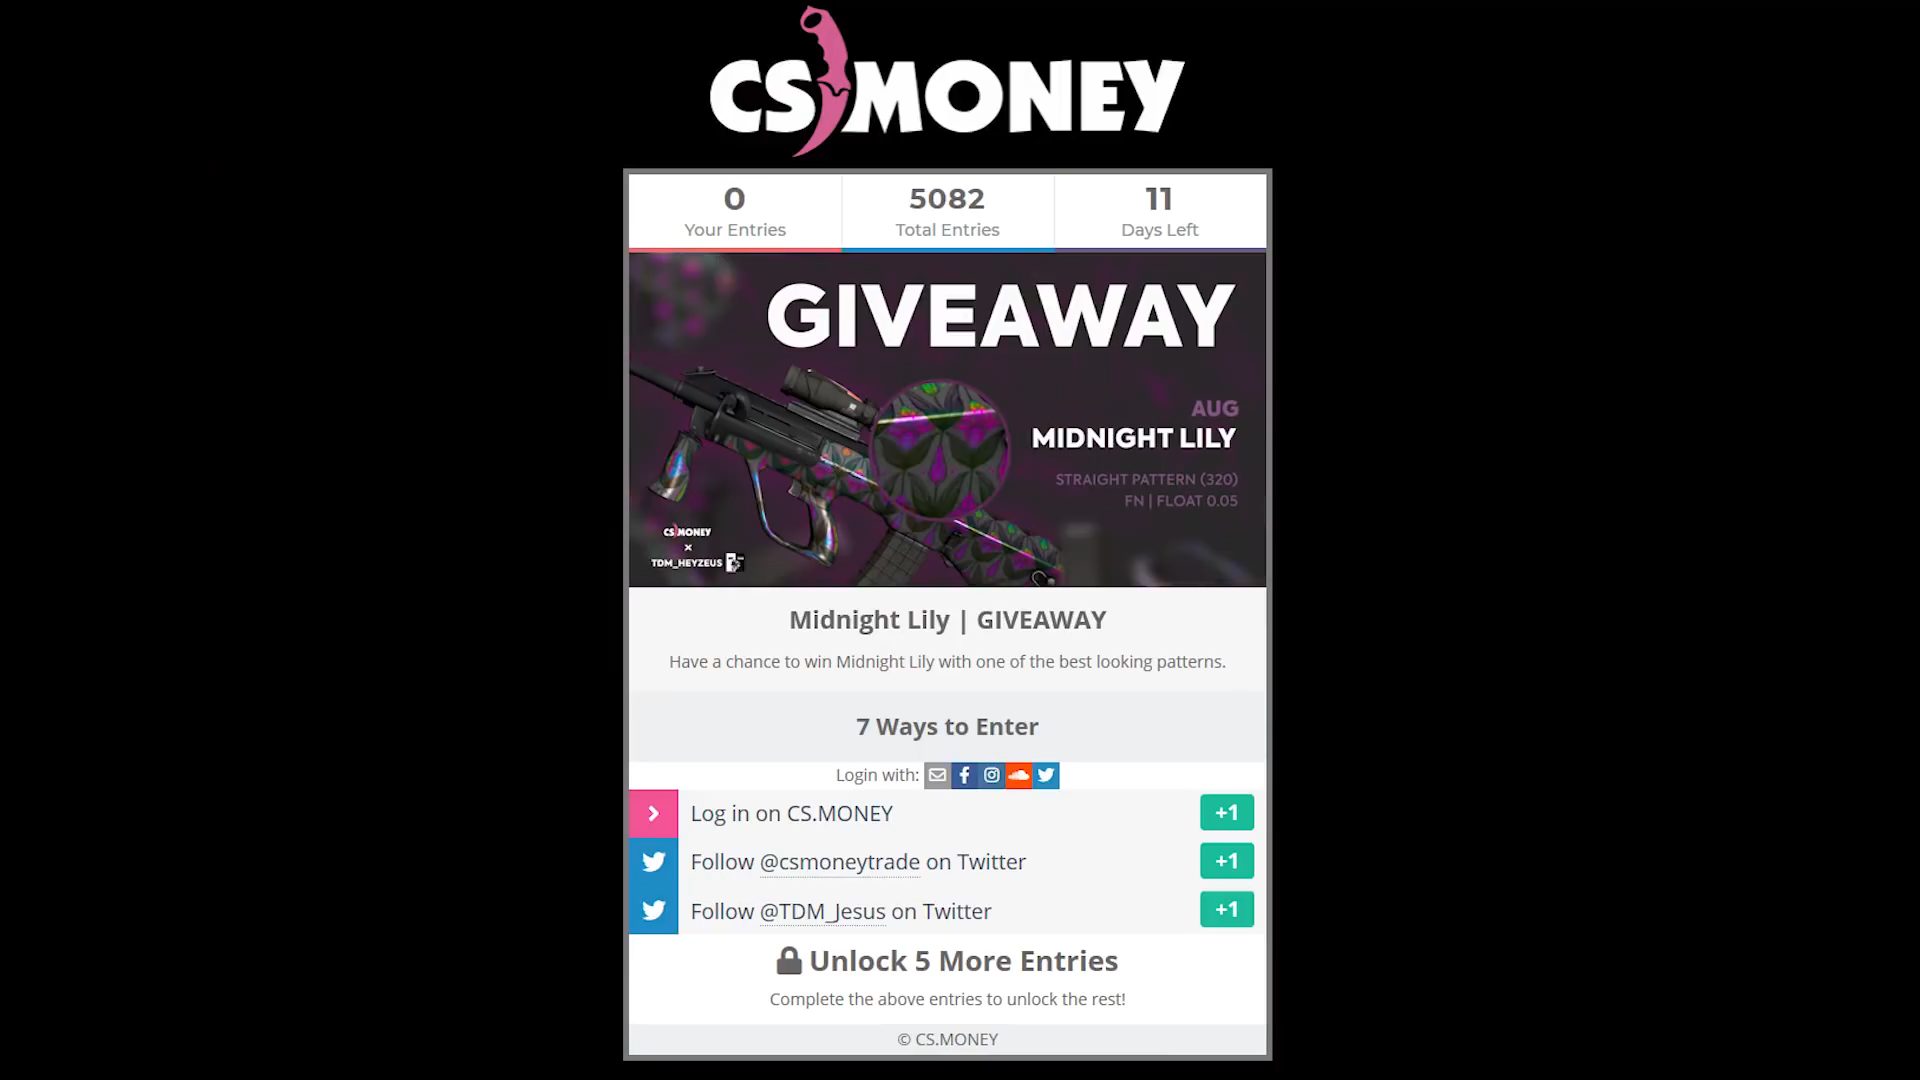 CS MONEY
0
Your Entries
5082
Total Entries
11
Days Left
GIVEAWAY
AUG
MIDNIGHT LILY
STRAIGHT PATTERN (320)
FN | FLOAT 0.05
CS MONEY
×
TDM_HEYZEUS
Midnight Lily | GIVEAWAY
Have a chance to win Midnight Lily with one of the best looking patterns.
7 Ways to Enter
Login with:
Log in on CS.MONEY +1
Follow @csmoneytrade on Twitter +1
Follow @TDM_Jesus on Twitter +1
Unlock 5 More Entries
Complete the above entries to unlock the rest!
© CS.MONEY